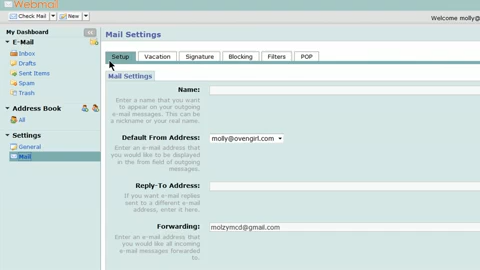 Webmail
Check Mail
New
Welcome molly@
My Dashboard
E-Mail
Inbox
Drafts
Sent Items
Spam
Trash
Address Book
All
Settings
General
Mail
Mail Settings
Setup
Vacation
Signature
Blocking
Filters
POP
Mail Settings
Name:
Enter a name that you want
to appear on your outgoing
e-mail messages. This can be
a nickname or your real name.
Default From Address:
molly@ovengirl.com
Enter an e-mail address
that you would like to be
displayed in the from field of outgoing
messages.
Reply-To Address:
If you want e-mail replies
sent to a different e-mail
address, enter it here.
Forwarding:
molzymcd@gmail.com
Enter an e-mail address
that you would like all
incoming e-mail
messages forwarded
to.